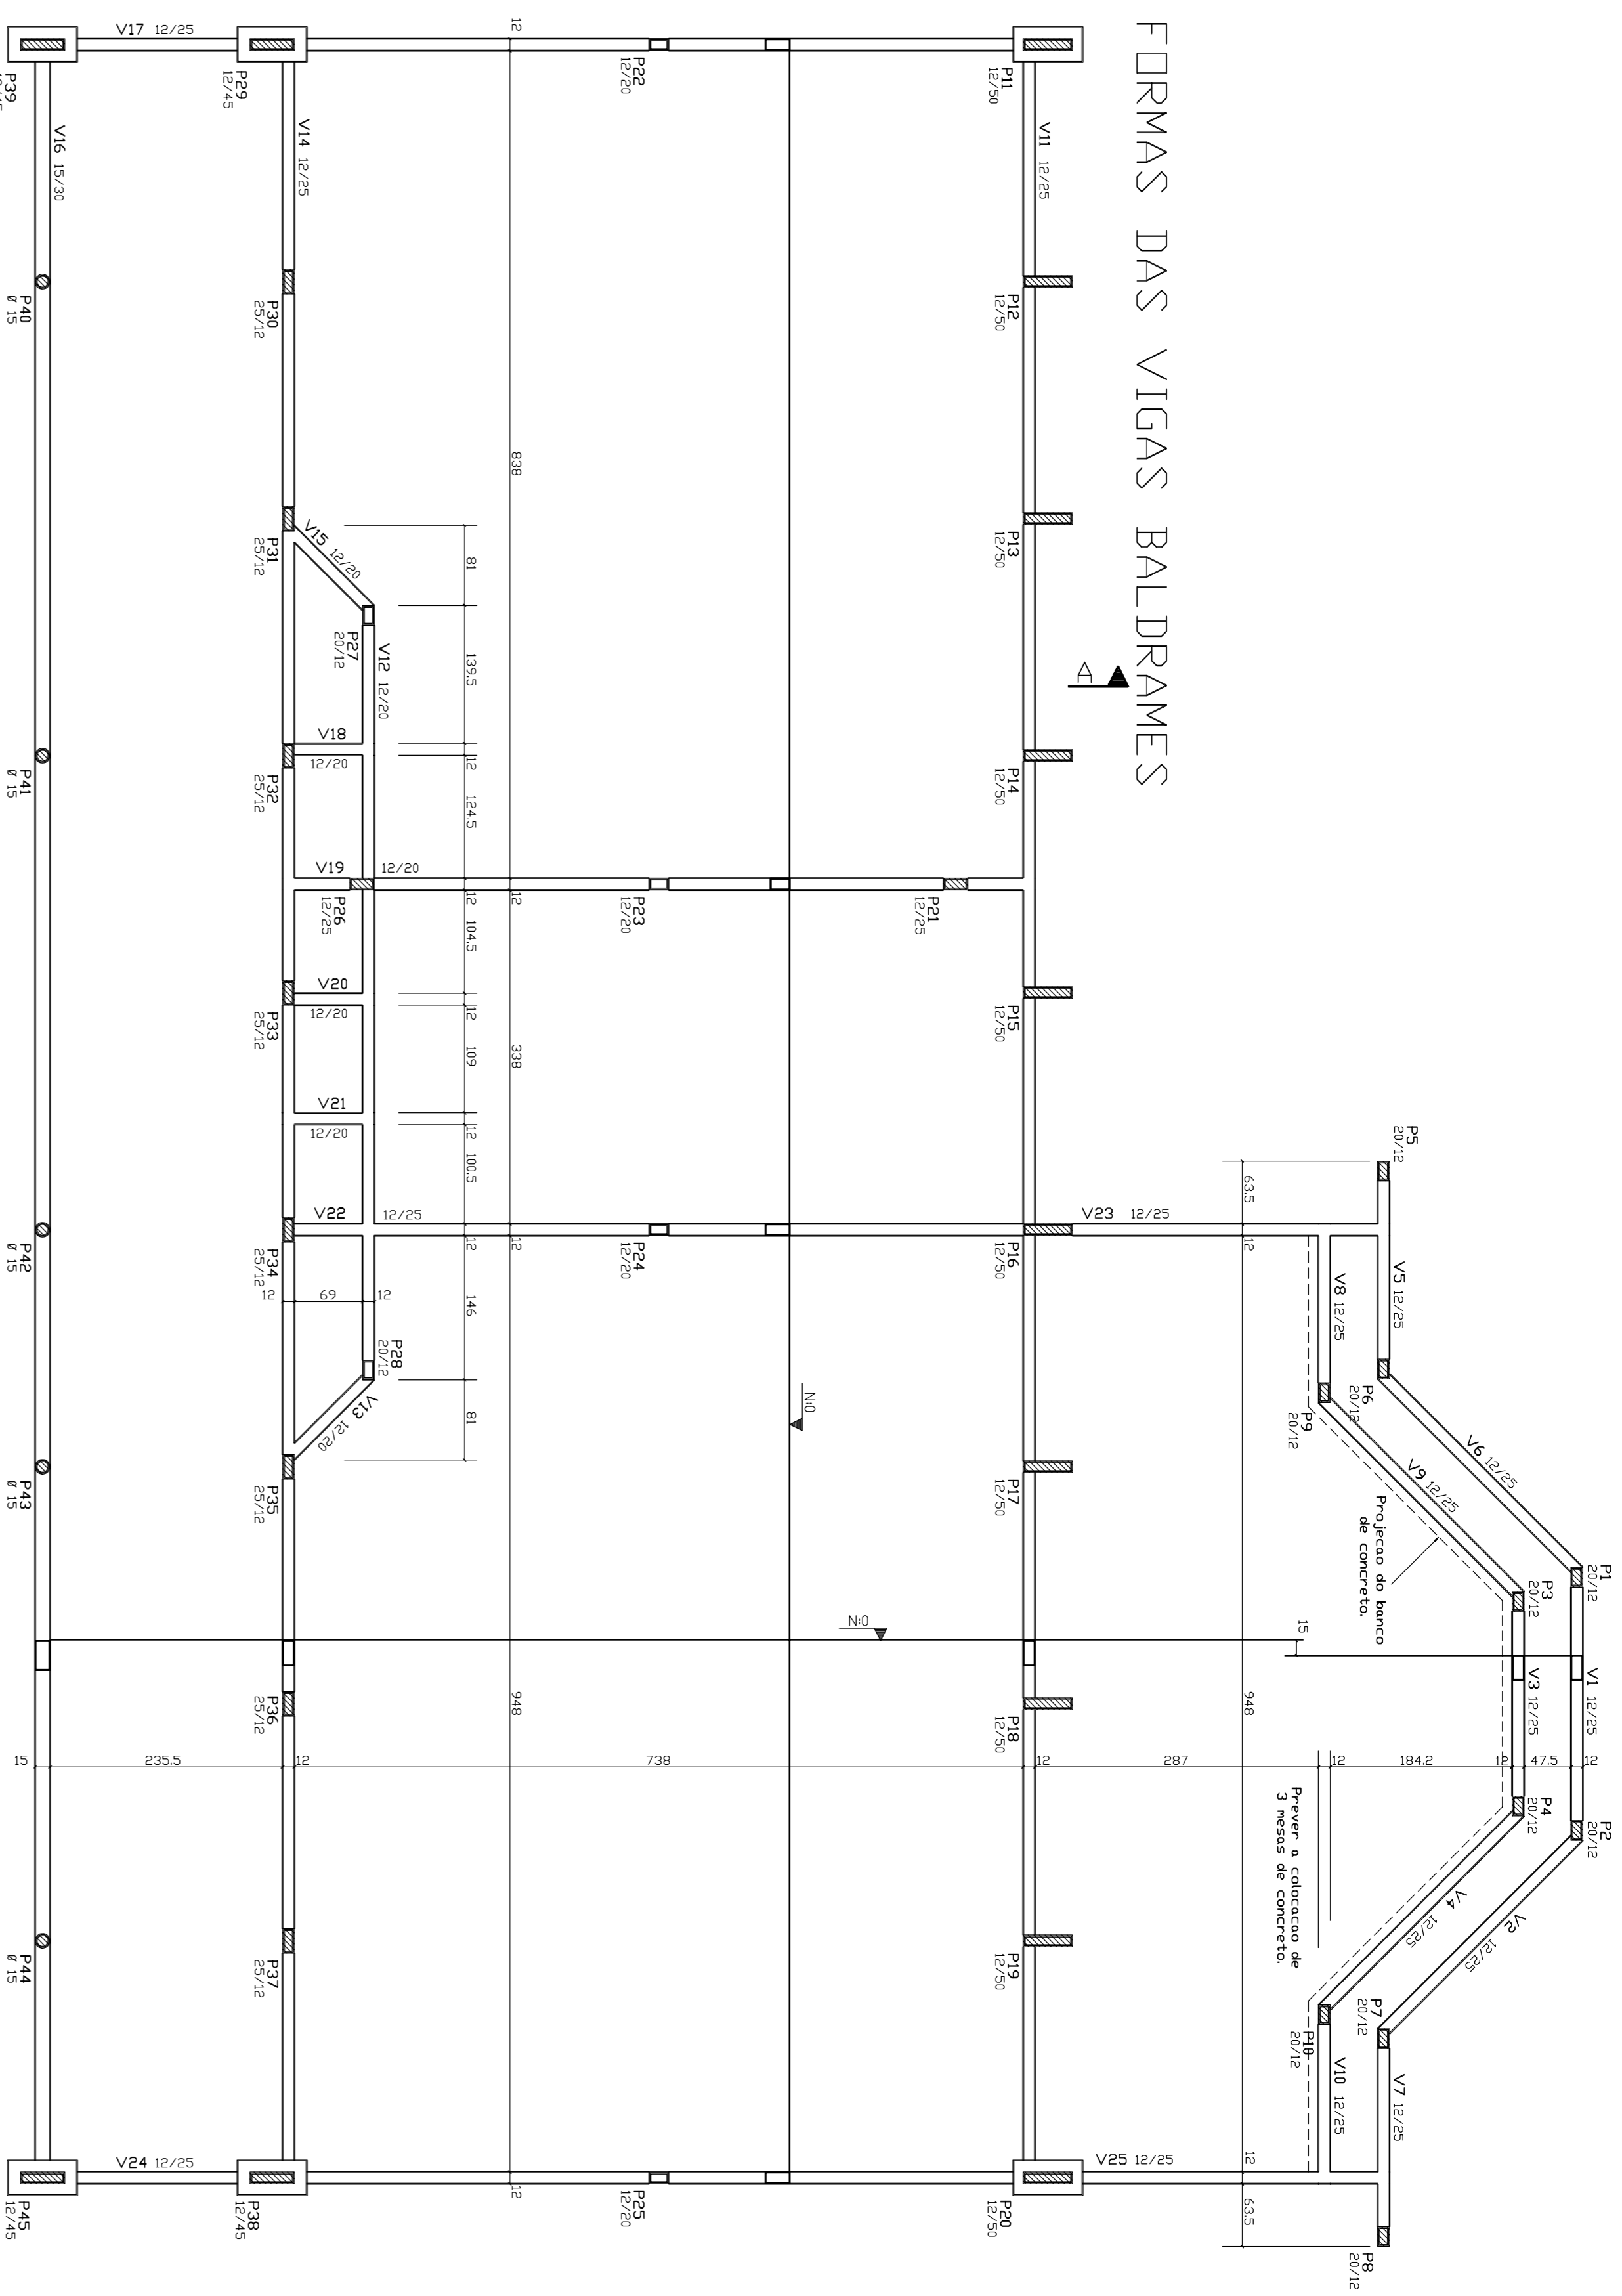 FORMAS DAS VIGAS BALDRAMES
A
P1
20/12
V1 12/25
P2
20/12
P3
20/12
V3 12/25
P4
20/12
V6 12/25
V9 12/25
V2 12/25
V4 12/25
Projecao do banco
de concreto.
P5
20/12
V5 12/25
P6
20/12
V8 12/25
P9
20/12
P7
20/12
V7 12/25
P8
20/12
P10
20/12
V10 12/25
Prever a colocacao de
3 mesas de concreto.
63.5
12
948
12
63.5
15
V23 12/25
V25 12/25
12
47.5
12
184.2
12
287
12
738
12
235.5
15
V11 12/25
P11
12/50
P12
12/50
P13
12/50
P14
12/50
P15
12/50
P16
12/50
P17
12/50
P18
12/50
P19
12/50
P20
12/50
P21
12/25
N:0
N:0
P22
12/20
P23
12/20
P24
12/20
P25
12/20
12
838
12
338
12
948
12
81
139.5
12
124.5
12
104.5
12
109
12
100.5
12
146
81
V12 12/20
12/20
12/25
P27
20/12
P26
12/25
P28
20/12
V15 12/20
V13 12/20
V18
12/20
V19
V20
12/20
V21
12/20
V22
12
69
12
V14 12/25
P29
12/45
P30
25/12
P31
25/12
P32
25/12
P33
25/12
P34
25/12
P35
25/12
P36
25/12
P37
25/12
P38
12/45
V17 12/25
V24 12/25
V16 15/30
P39
P40
Ø 15
P41
Ø 15
P42
Ø 15
P43
Ø 15
P44
Ø 15
P45
12/45